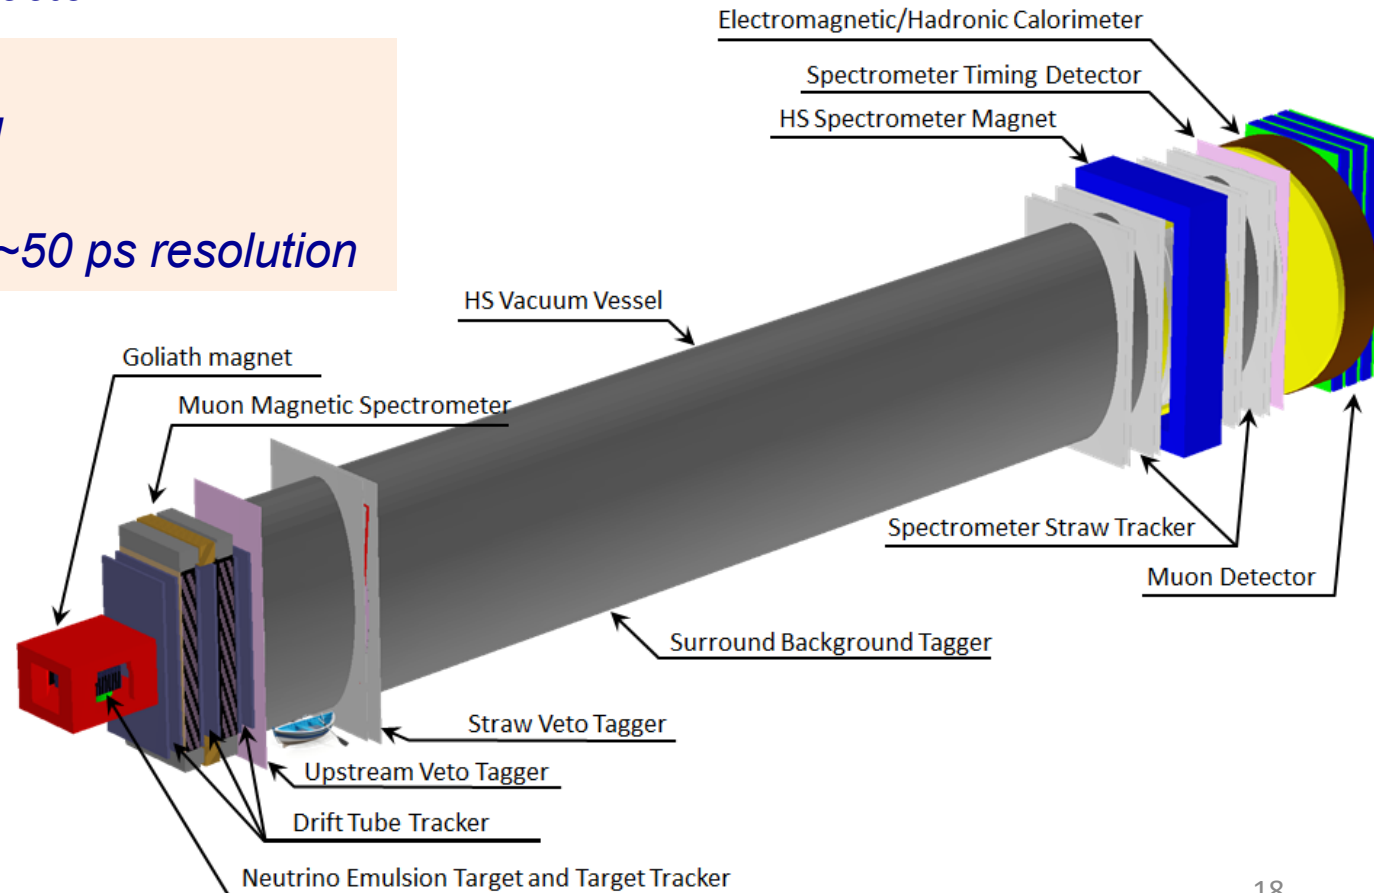 Electromagnetic/Hadronic Calorimeter
Spectrometer Timing Detector
HS Spectrometer Magnet
~50 ps resolution
HS Vacuum Vessel
Goliath magnet
Muon Magnetic Spectrometer
Spectrometer Straw Tracker
Muon Detector
Surround Background Tagger
Straw Veto Tagger
Upstream Veto Tagger
Drift Tube Tracker
Neutrino Emulsion Target and Target Tracker
18